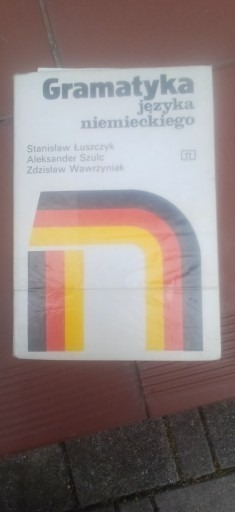 Gramatyka
języka
niemieckiego
Stanisław Łuszczyk
Aleksander Szulc
Zdzisław Wawrzyniak